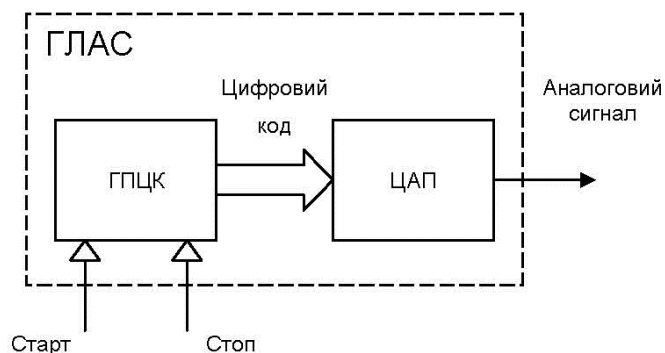 ГЛАС
Цифровий
код
Аналоговий
сигнал
ГПЦК
ЦАП
Старт
Стоп